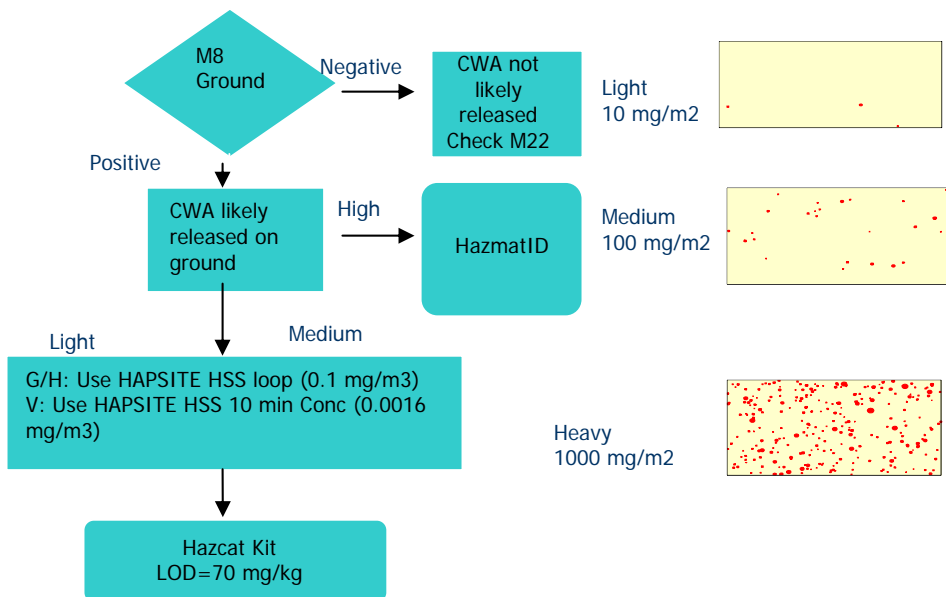 M8
Ground
Negative
CWA not
likely
released
Check M22
Light
10 mg/m2
Positive
CWA likely
released on
ground
High
HazmatID
Medium
100 mg/m2
Light
Medium
G/H: Use HAPSITE HSS loop (0.1 mg/m3)
V: Use HAPSITE HSS 10 min Conc (0.0016
mg/m3)
Heavy
1000 mg/m2
Hazcat Kit
LOD=70 mg/kg